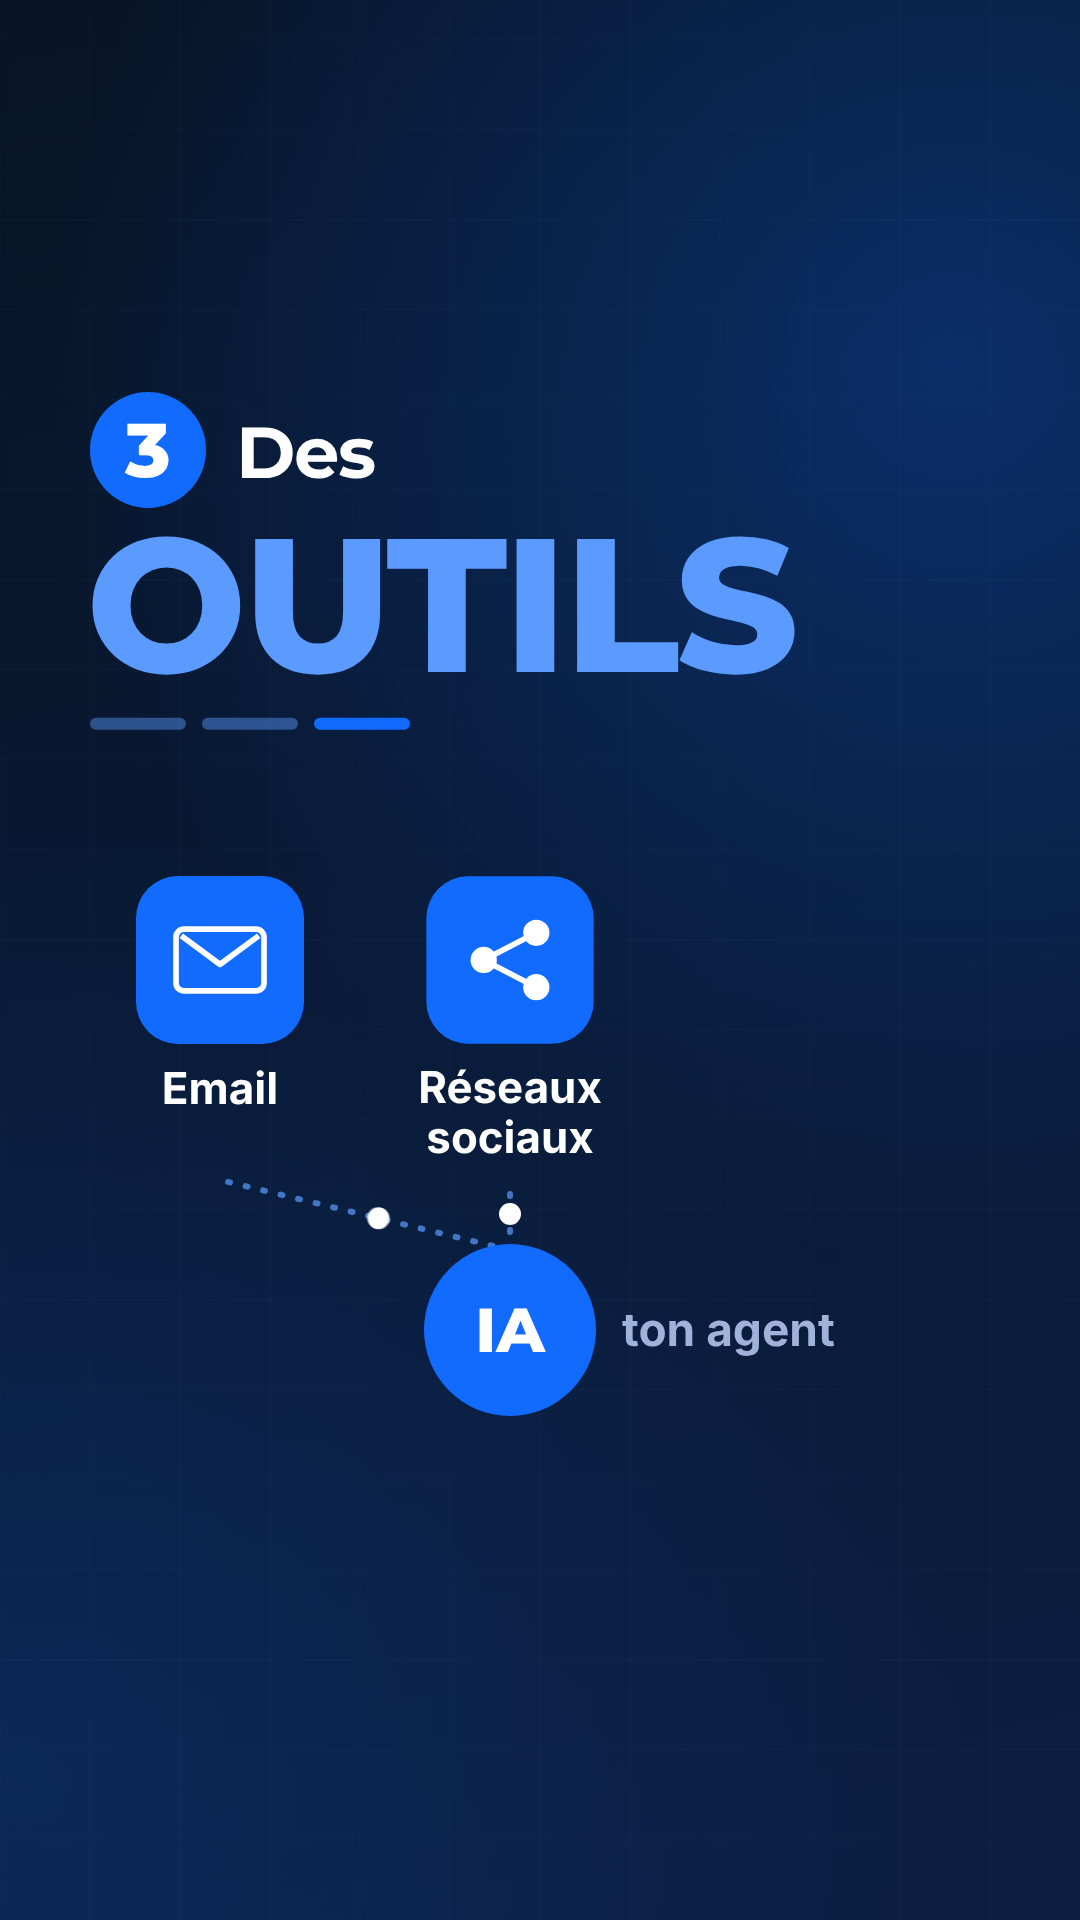 3 Des
OUTILS
Email
Réseaux
sociaux
IA
ton agent